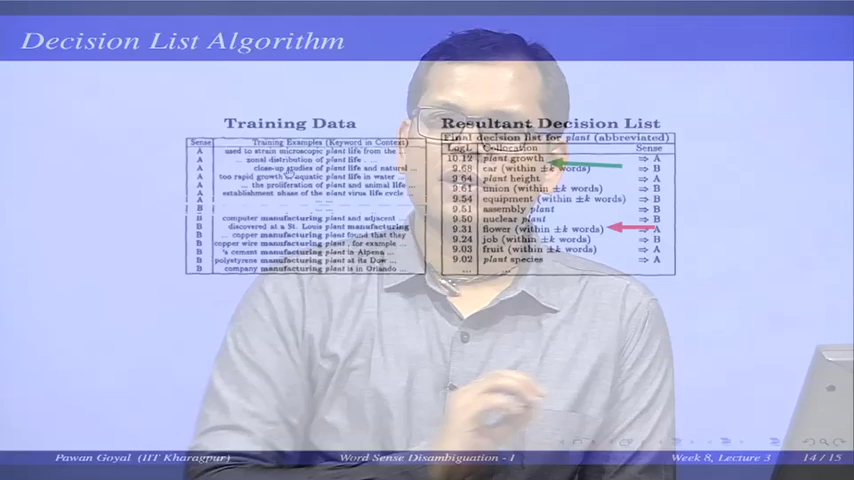 Decision List Algorithm
Training Data
Sense Training Examples (Keyword in Context)
A used to strain microscopic plant life from the ...
A ... zonal distribution of plant life . ...
A close-up studies of plant life and natural ...
A too rapid growth of aquatic plant life in water ...
A ... the proliferation of plant and animal life ...
A establishment phase of the plant virus life cycle ...
A
B
B computer manufacturing plant and adjacent ...
B discovered at a St. Louis plant manufacturing
B ... copper manufacturing plant found that they
B copper wire manufacturing plant , for example ...
B 's cement manufacturing plant in Alpena ...
B polystyrene manufacturing plant at its Dow ...
B company manufacturing plant is in Orlando ...
Resultant Decision List
Final decision list for plant (abbreviated)
LogL Collocation Sense
10.12 plant growth ⇒ A
9.68 car (within ±k words) ⇒ B
9.64 plant height ⇒ A
9.61 union (within ±k words) ⇒ B
9.54 equipment (within ±k words) ⇒ B
9.51 assembly plant ⇒ B
9.50 nuclear plant ⇒ B
9.31 flower (within ±k words) ⇒ A
9.24 job (within ±k words) ⇒ B
9.03 fruit (within ±k words) ⇒ A
9.02 plant species ⇒ A
... ...
Pawan Goyal (IIT Kharagpur) Word Sense Disambiguation - I Week 8, Lecture 3 14 / 15